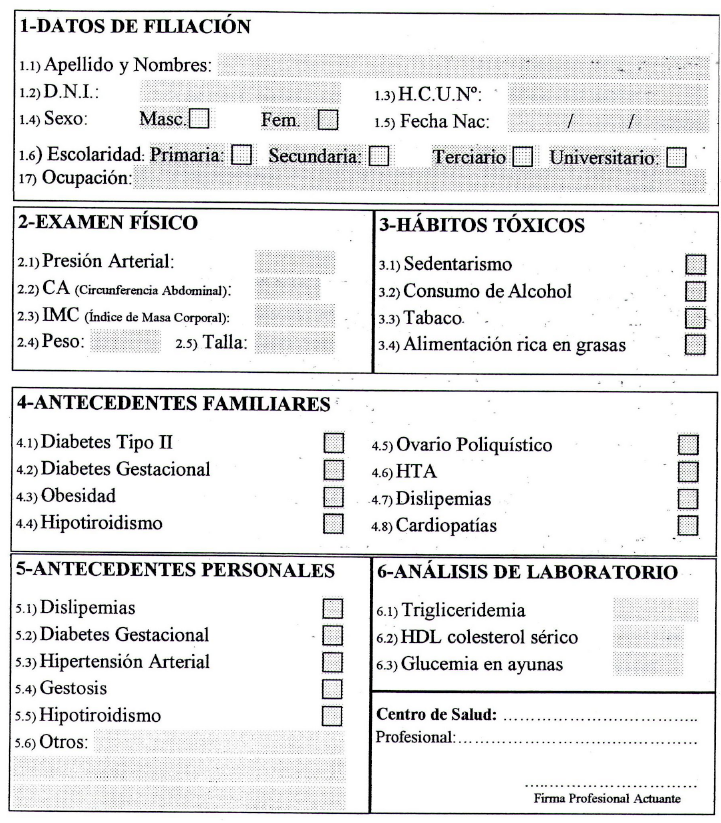 1-DATOS DE FILIACIÓN
1.1) Apellido y Nombres:
1.2) D.N.I.: 1.3) H.C.U.Nº:
1.4) Sexo: Masc. Fem. 1.5) Fecha Nac: / /
1.6) Escolaridad: Primaria: Secundaria: Terciario Universitario:
17) Ocupación:
2-EXAMEN FÍSICO
2.1) Presión Arterial:
2.2) CA (Circunferencia Abdominal):
2.3) IMC (Índice de Masa Corporal):
2.4) Peso: 2.5) Talla:
3-HÁBITOS TÓXICOS
3.1) Sedentarismo
3.2) Consumo de Alcohol
3.3) Tabaco
3.4) Alimentación rica en grasas
4-ANTECEDENTES FAMILIARES
4.1) Diabetes Tipo II
4.2) Diabetes Gestacional
4.3) Obesidad
4.4) Hipotiroidismo
4.5) Ovario Poliquístico
4.6) HTA
4.7) Dislipemias
4.8) Cardiopatías
5-ANTECEDENTES PERSONALES
5.1) Dislipemias
5.2) Diabetes Gestacional
5.3) Hipertensión Arterial
5.4) Gestosis
5.5) Hipotiroidismo
5.6) Otros:
6-ANÁLISIS DE LABORATORIO
6.1) Trigliceridemia
6.2) HDL colesterol sérico
6.3) Glucemia en ayunas
Centro de Salud: ......................................
Profesional:..............................................
Firma Profesional Actuante